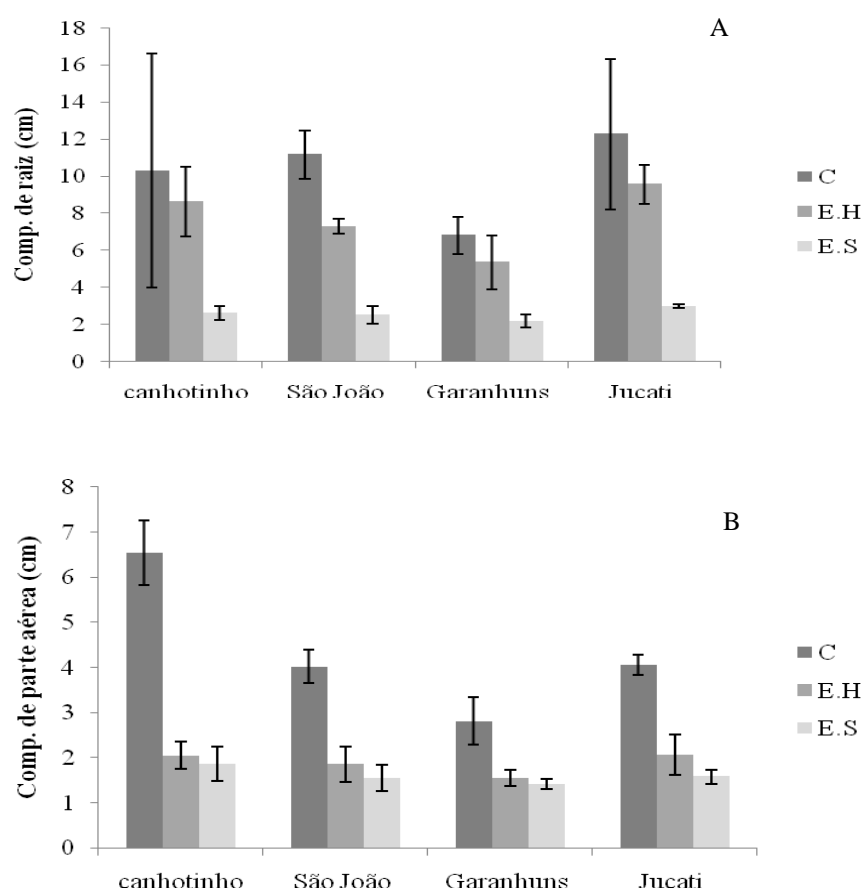 A
Comp. de raiz (cm)
18
16
14
12
10
8
6
4
2
0
canhotinho São João Garanhuns Jucati
C
E.H
E.S
B
Comp. de parte aérea (cm)
8
7
6
5
4
3
2
1
0
canhotinho São João Garanhuns Jucati
C
E.H
E.S